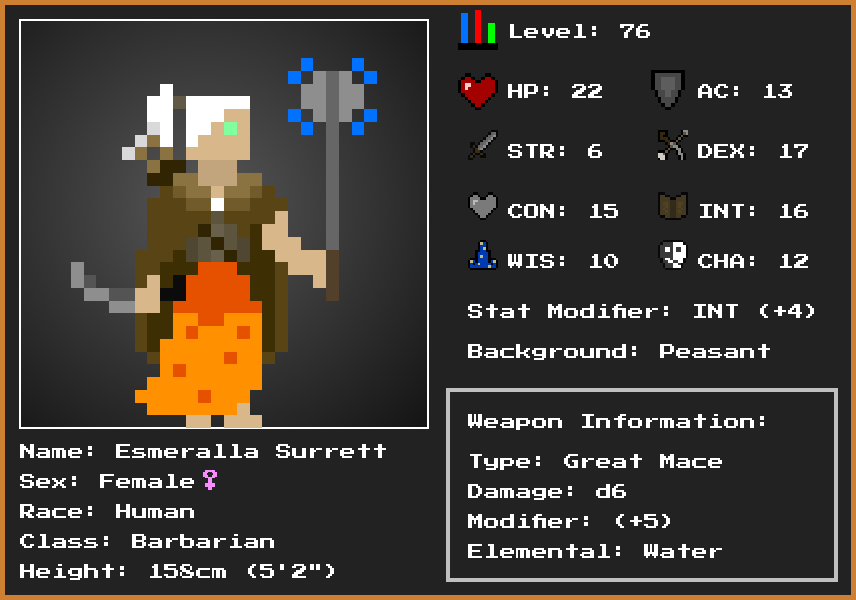 Level: 76
HP: 22 AC: 13
STR: 6 DEX: 17
CON: 15 INT: 16
WIS: 10 CHA: 12
Stat Modifier: INT (+4)
Background: Peasant
Weapon Information:
Type: Great Mace
Damage: d6
Modifier: (+5)
Elemental: Water
Name: Esmeralla Surrett
Sex: Female♀
Race: Human
Class: Barbarian
Height: 158cm (5'2")